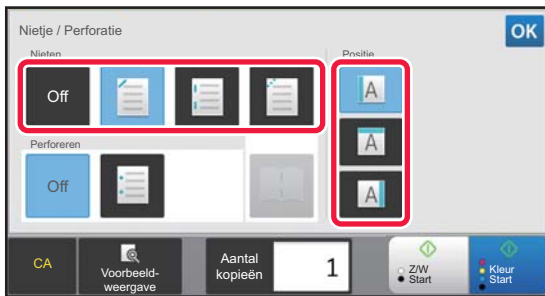 Nietje / Perforatie
OK
Nieten
Positie
Off
A
A
A
Perforeren
Off
CA
Voorbeeld-
weergave
Aantal
kopieën
1
Z/W
Start
Kleur
Start